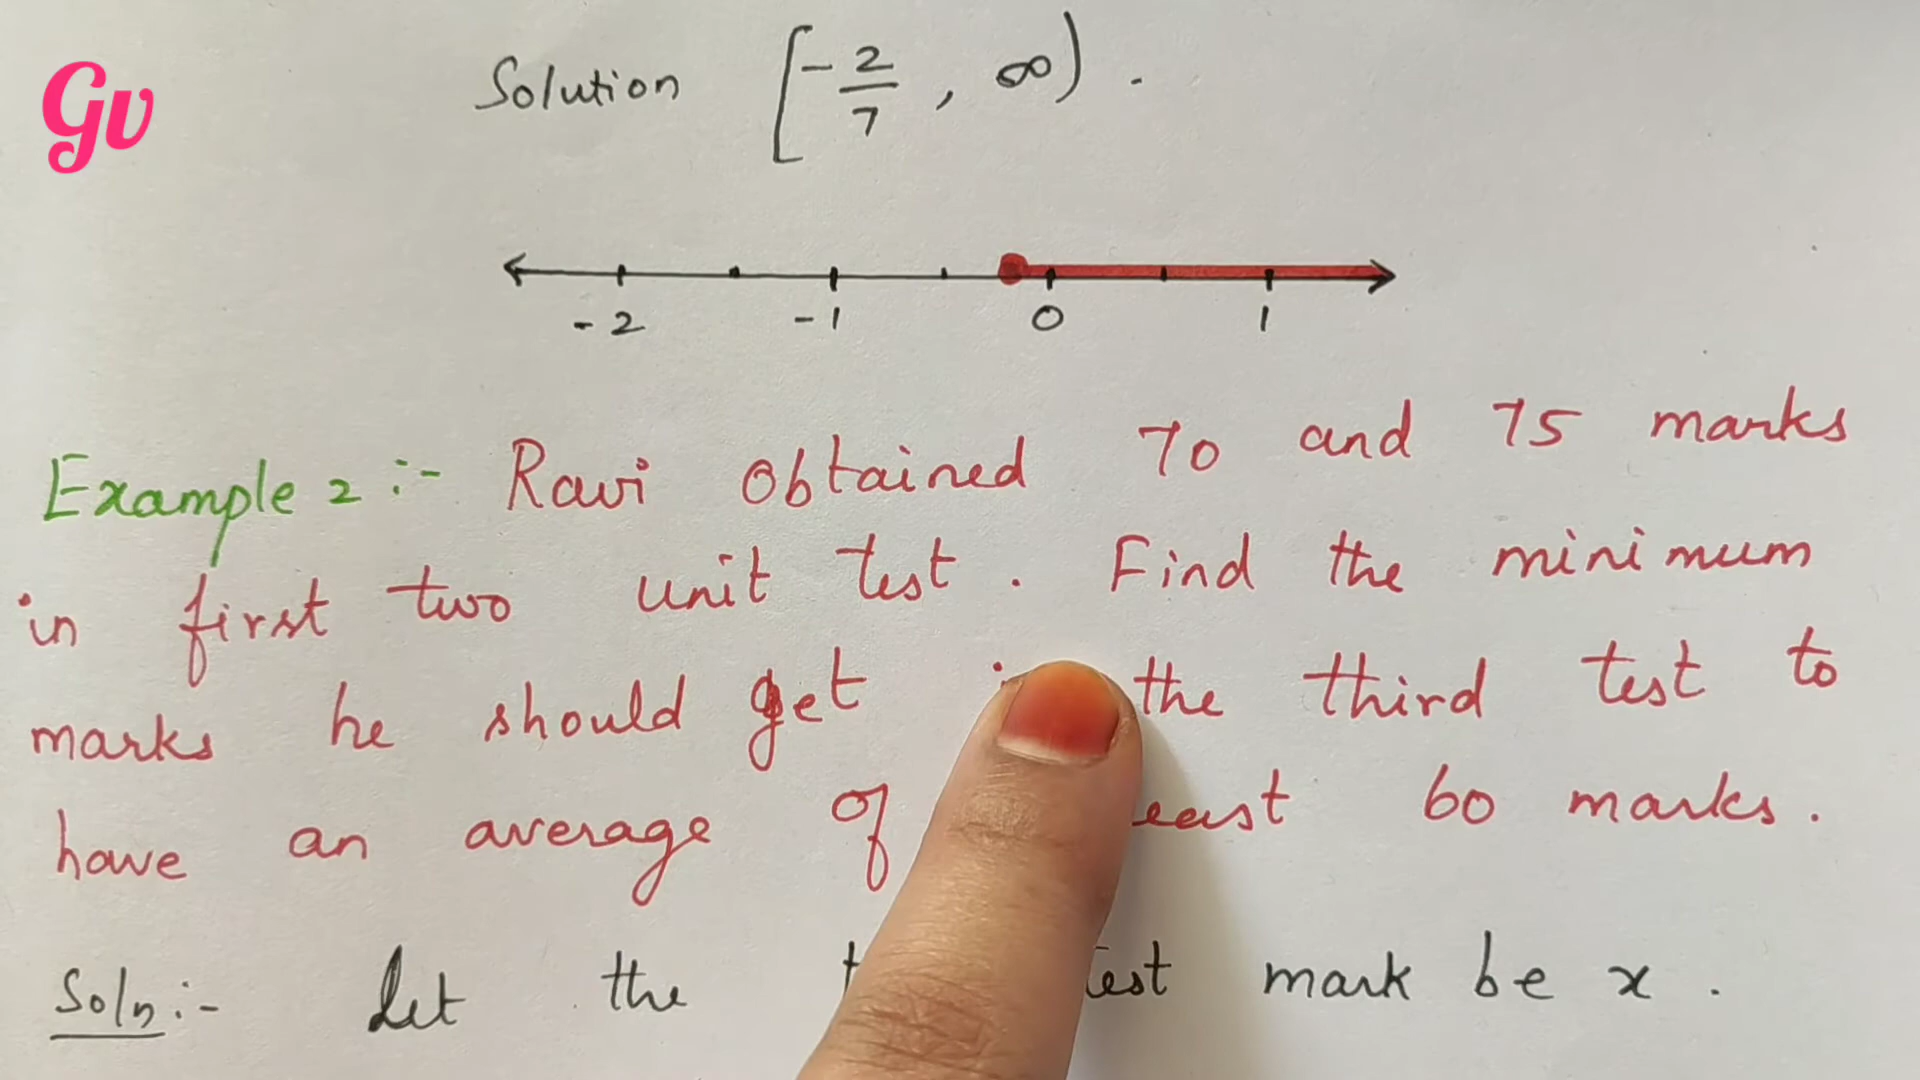 Gv
Solution [-2/7, ∞).
-2 -1 0 1
Example 2 :- Ravi obtained 70 and 75 marks
in first two unit test. Find the minimum
marks he should get the third test to
have an average of 60 marks.
Soln:- Let the mark be x.